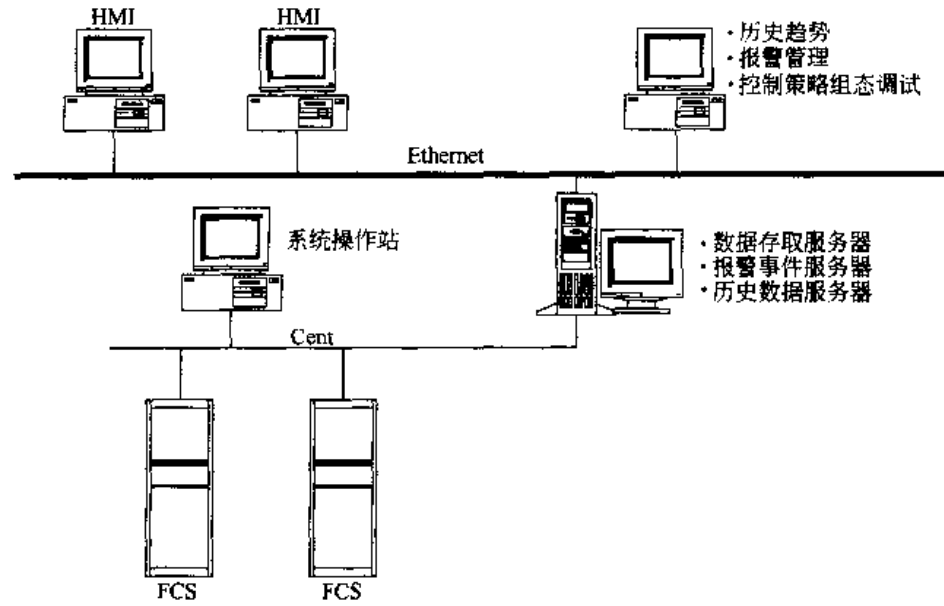 HMI
HMI
·历史趋势
·报警管理
·控制策略组态调试
Ethernet
系统操作站
·数据存取服务器
·报警事件服务器
·历史数据服务器
Cent
FCS
FCS